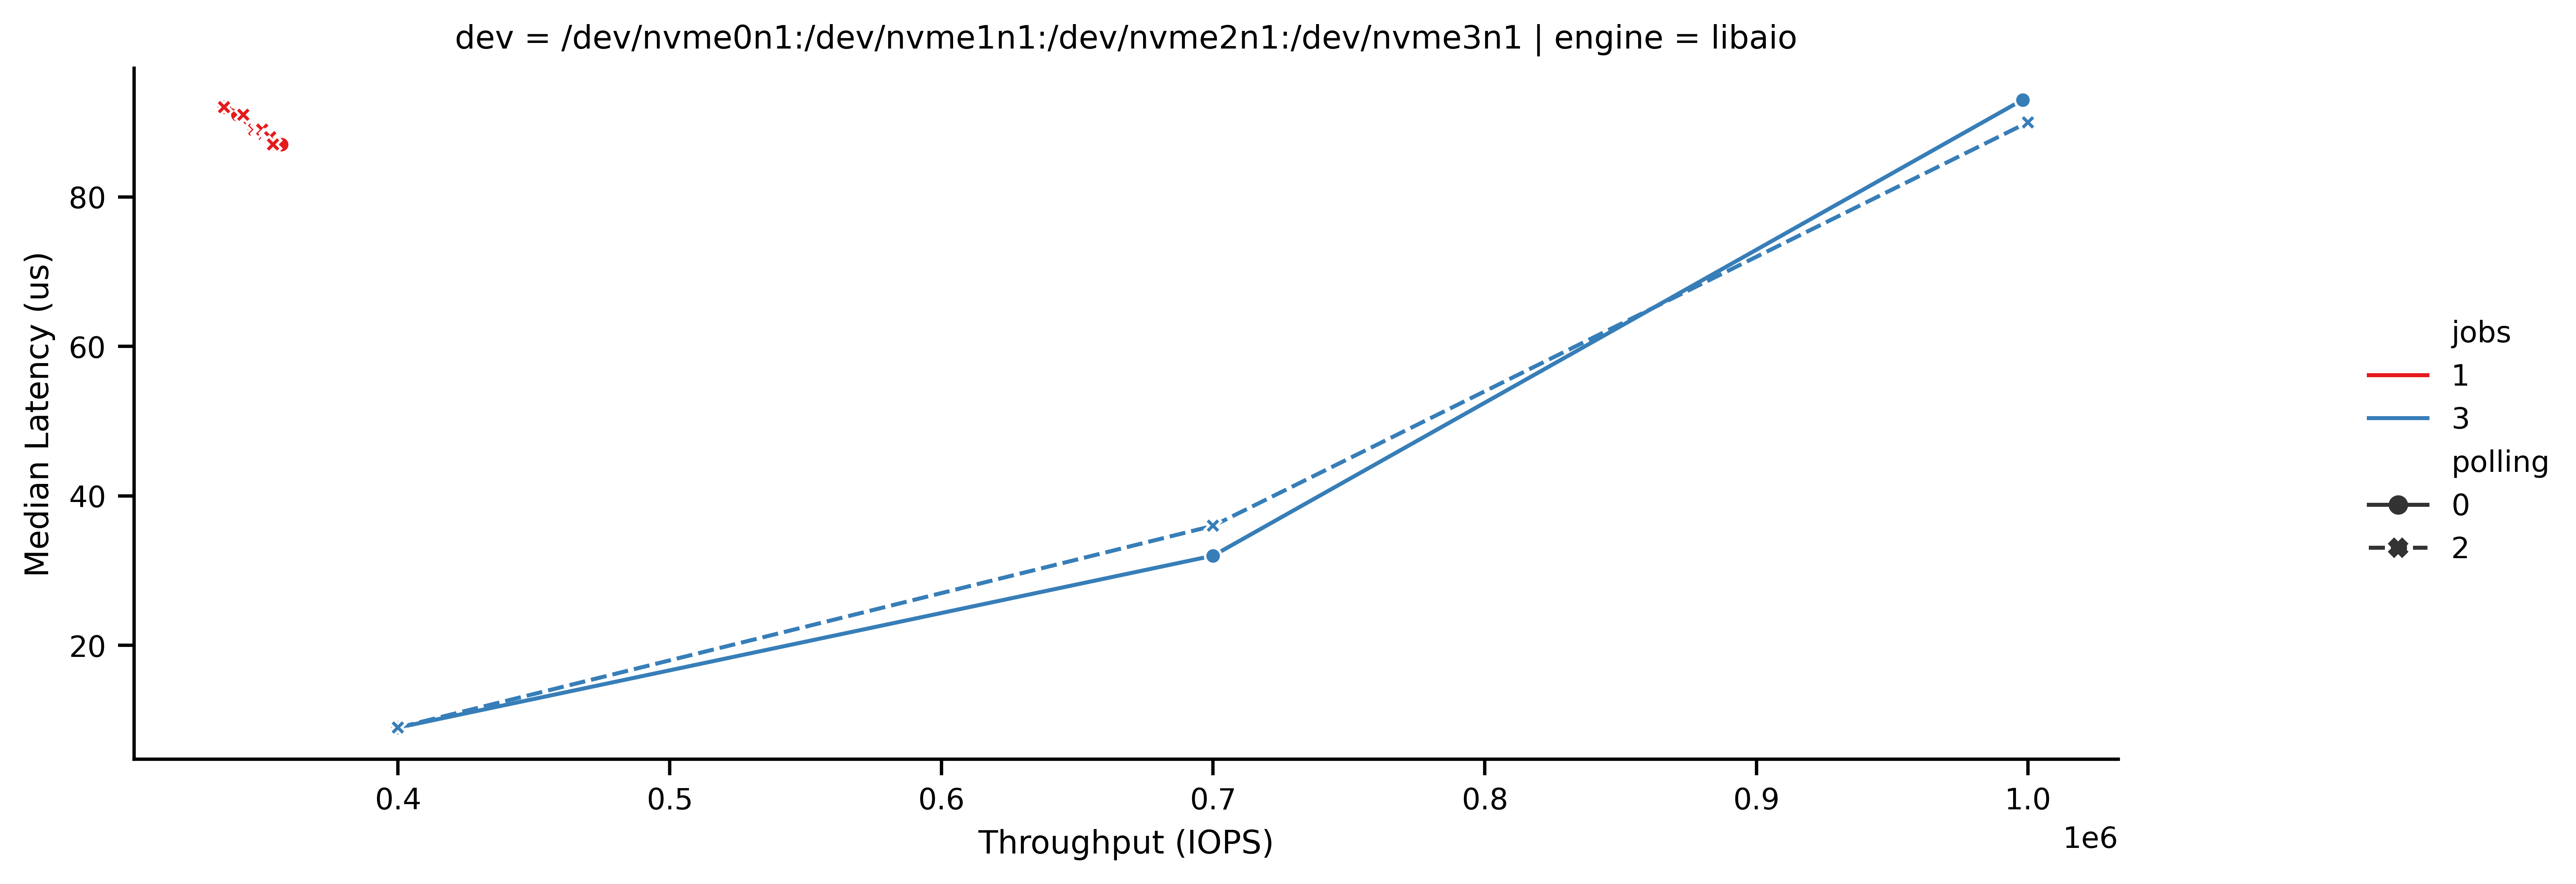 dev = /dev/nvme0n1:/dev/nvme1n1:/dev/nvme2n1:/dev/nvme3n1 | engine = libaio
Median Latency (us)
80
60
40
20
0.4 0.5 0.6 0.7 0.8 0.9 1.0
1e6
Throughput (IOPS)
jobs
1
3
polling
0
2